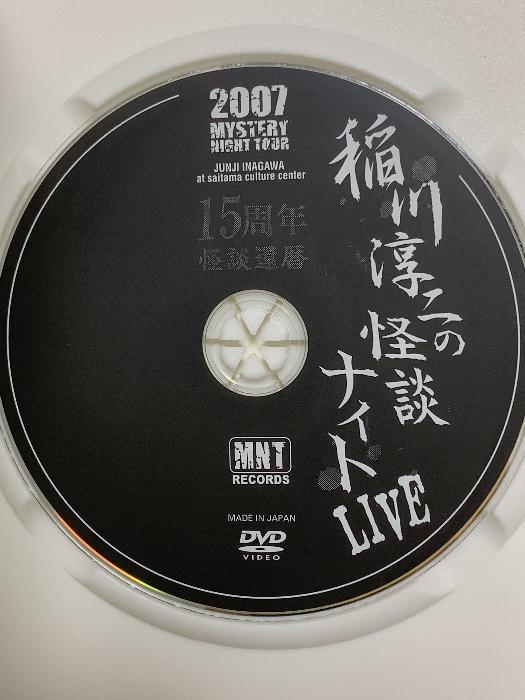 2007
MYSTERY
NIGHT TOUR
JUNJI INAGAWA
at saitama culture center
15周年
怪談還暦
稲川淳二の怪談
ナイト
LIVE
MNT
RECORDS
MADE IN JAPAN
DVD
VIDEO